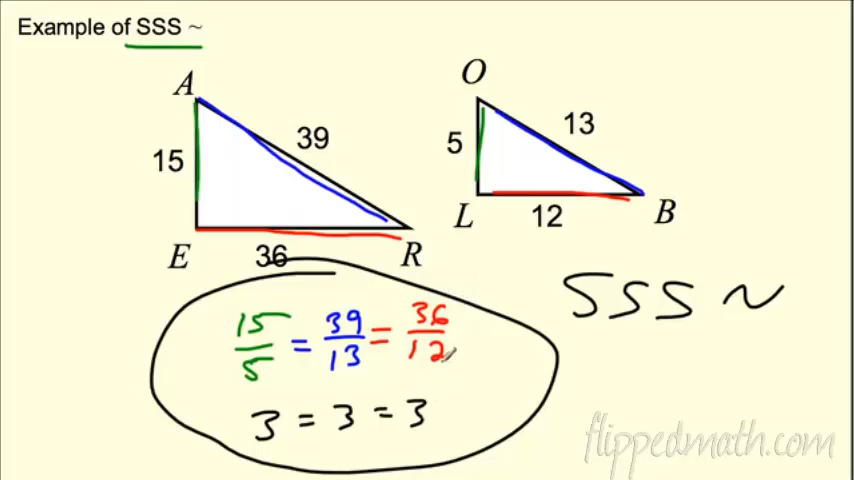 Example of SSS ~
A
O
39
13
15
5
12
L
B
E
36
R
SSS ~
15/5 = 39/13 = 36/12
3 = 3 = 3
flippedmath.com